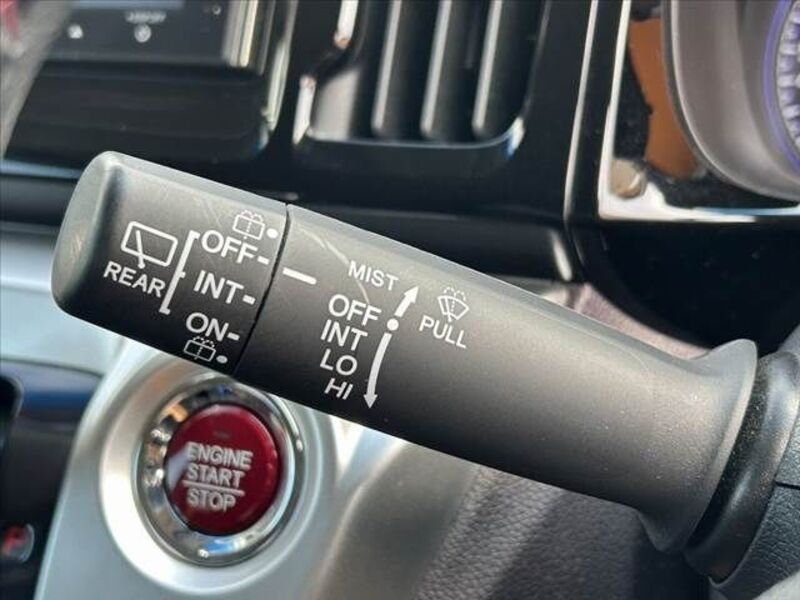 REAR
OFF
INT
ON
MIST
OFF
INT
LO
HI
PULL
ENGINE
START
STOP